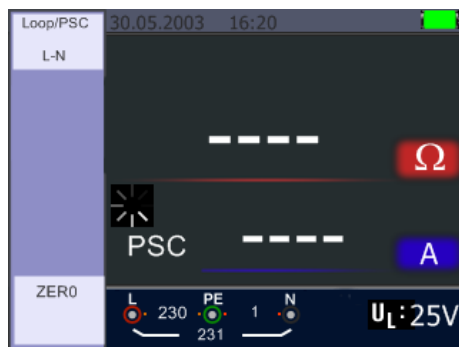 Loop/PSC 30.05.2003 16:20
L-N
---- Ω
PSC ---- A
ZER0
L PE N
230 1
231
UL:25V